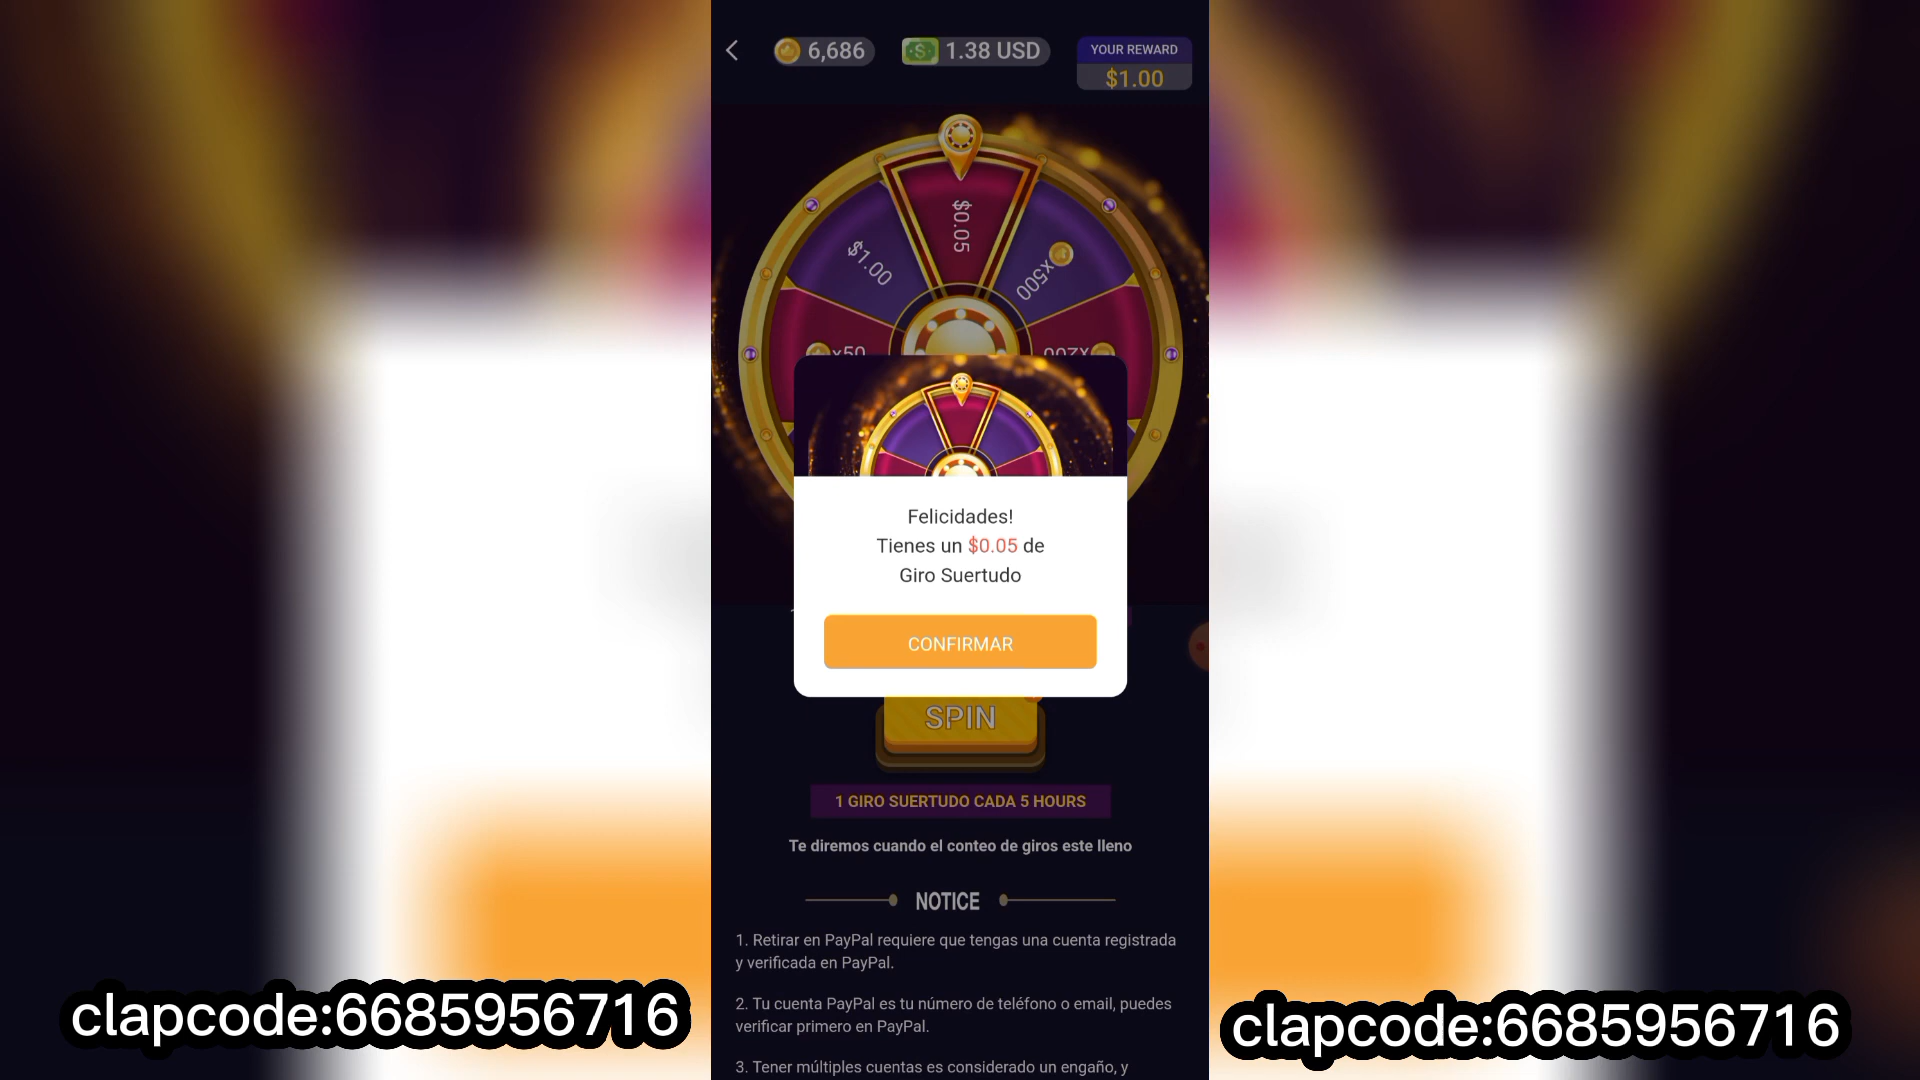 6,686
1.38 USD
YOUR REWARD
$1.00
$0.05
$1.00
x500
x50
x200
Felicidades!
Tienes un $0.05 de
Giro Suertudo
CONFIRMAR
SPIN
1 GIRO SUERTUDO CADA 5 HOURS
Te diremos cuando el conteo de giros este lleno
NOTICE
1. Retirar en PayPal requiere que tengas una cuenta registrada
y verificada en PayPal.
2. Tu cuenta PayPal es tu número de teléfono o email, puedes
verificar primero en PayPal.
3. Tener múltiples cuentas es considerado un engaño, y
clapcode:6685956716
clapcode:6685956716